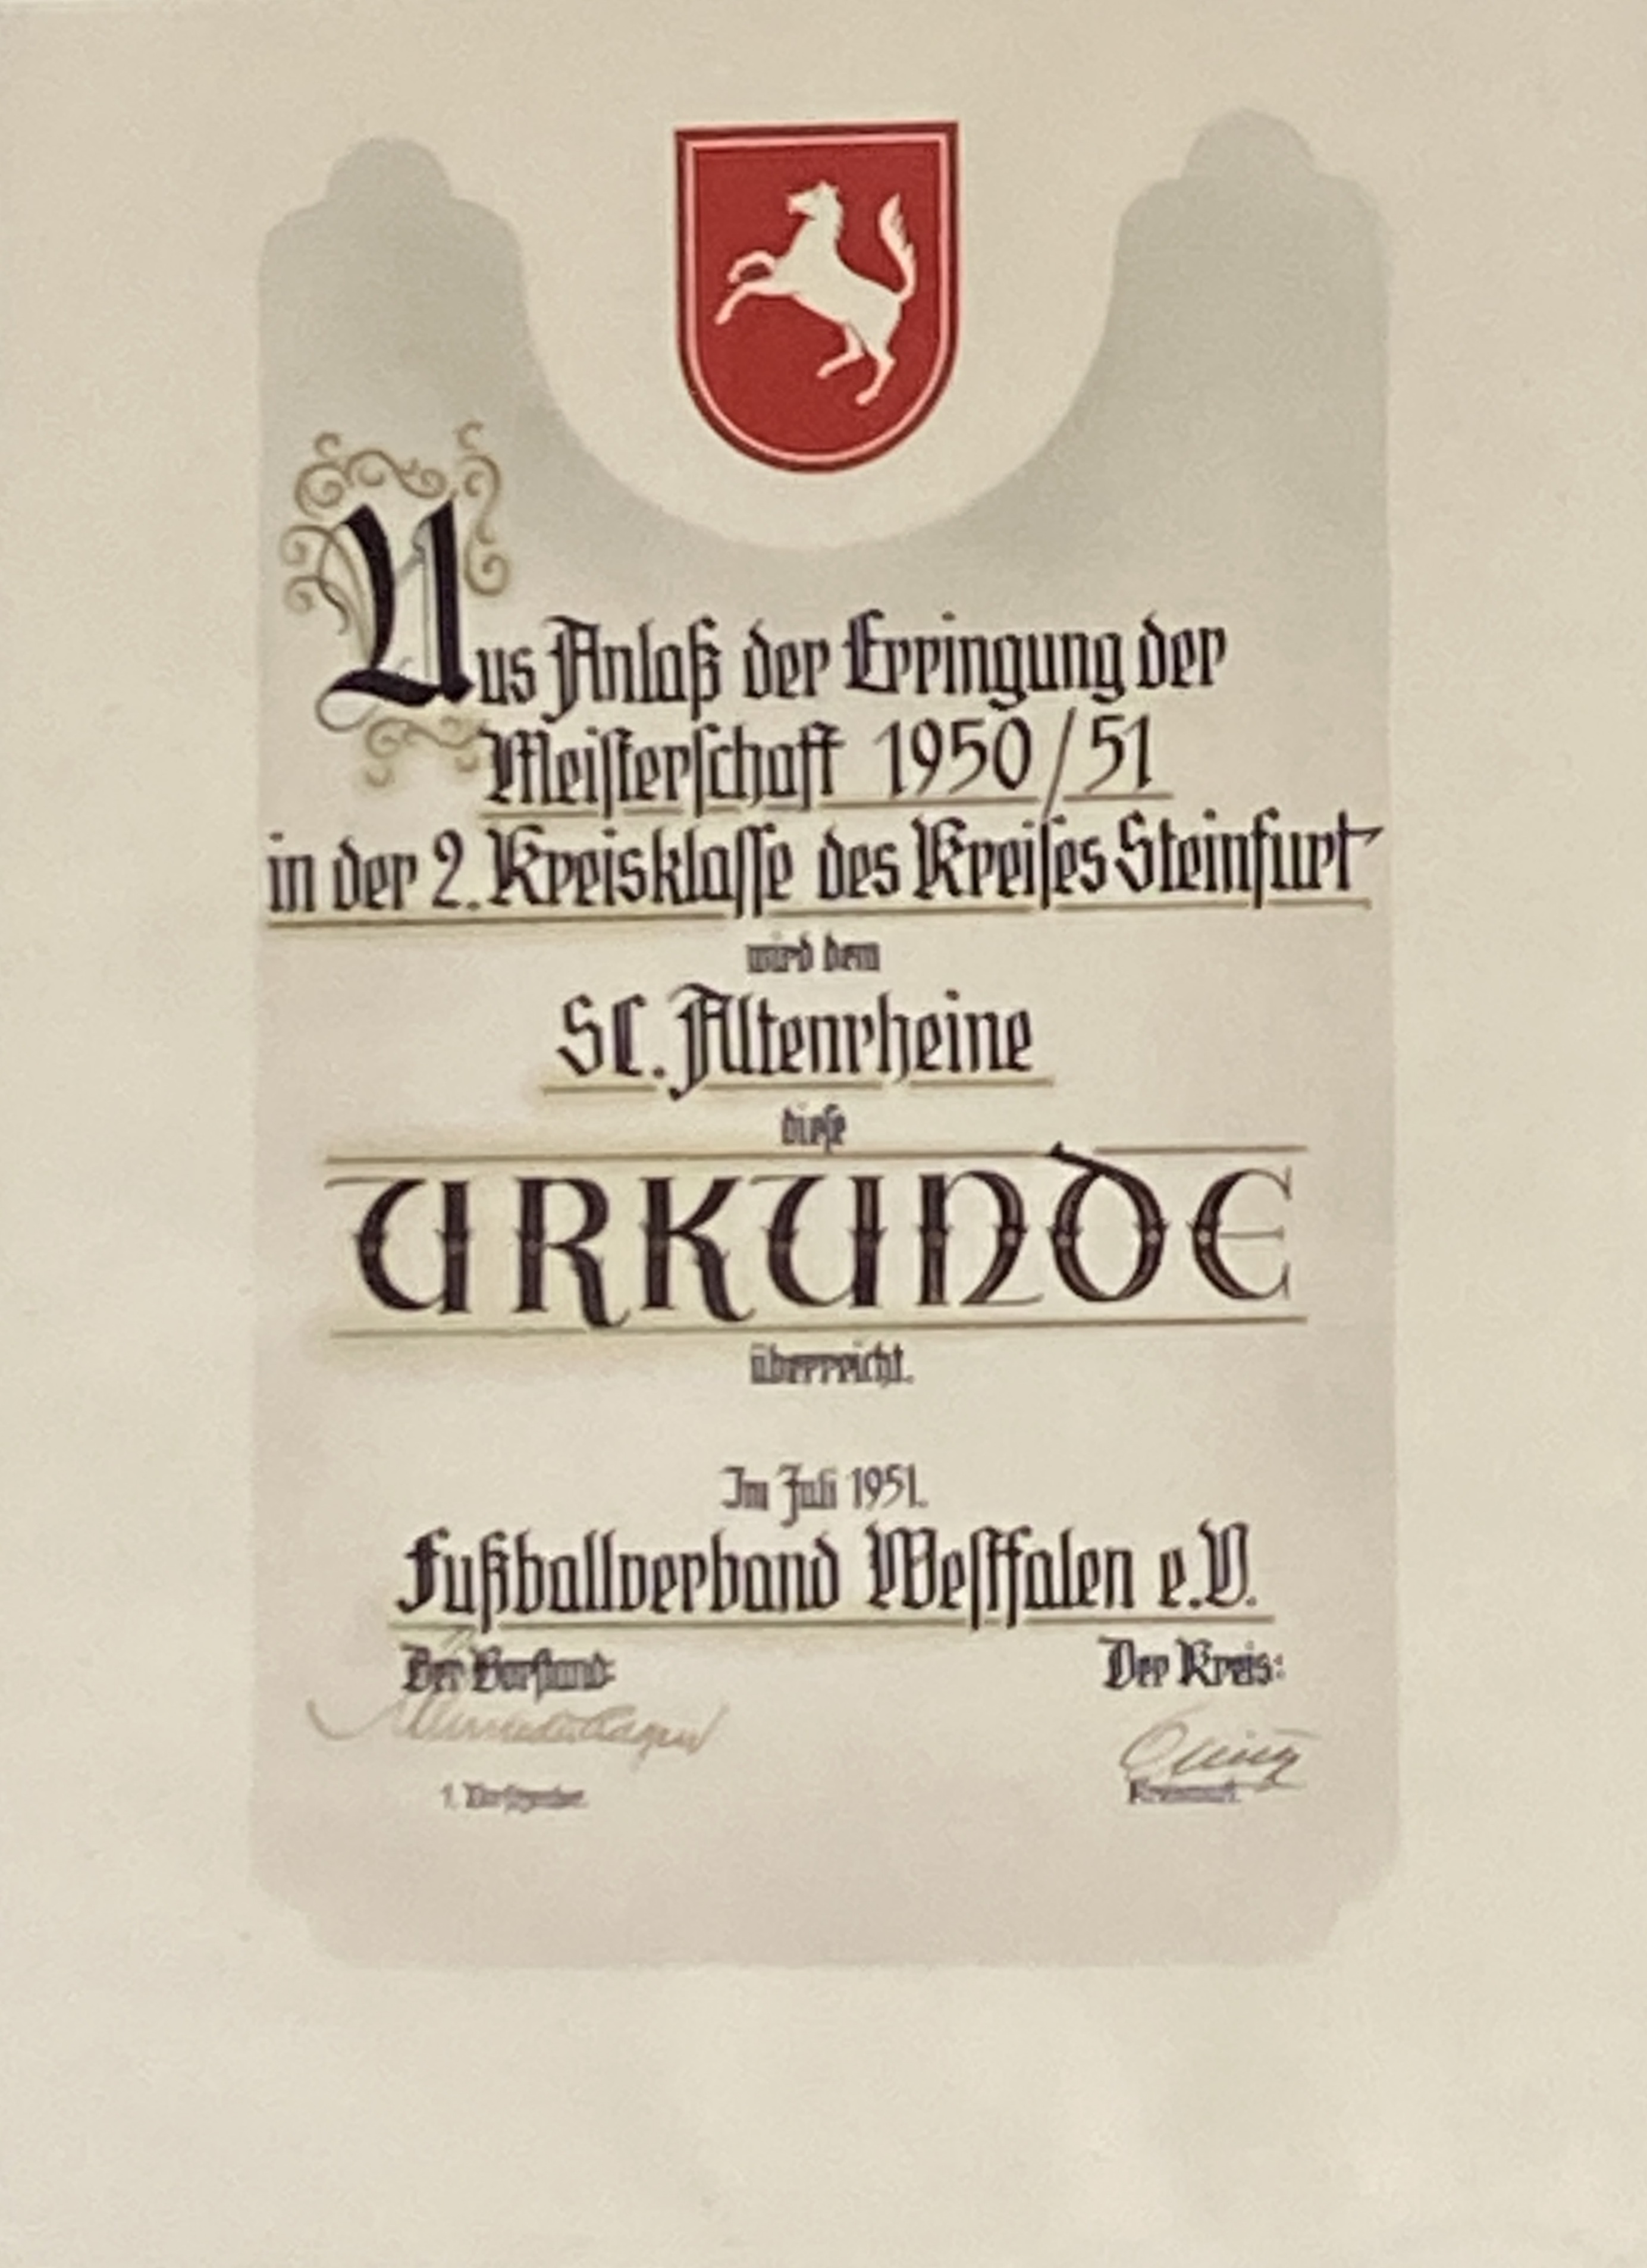 Aus Anlaß der Erringung der
Meisterschaft 1950/51
in der 2. Kreisklasse des Kreises Steinfurt
wird dem
SC. Altenrheine
diese
URKUNDE
überreicht.
Im Juli 1951.
Fußballverband Westfalen e.V.
Der Vorstand:
Der Kreis:
1. Vorsitzender.